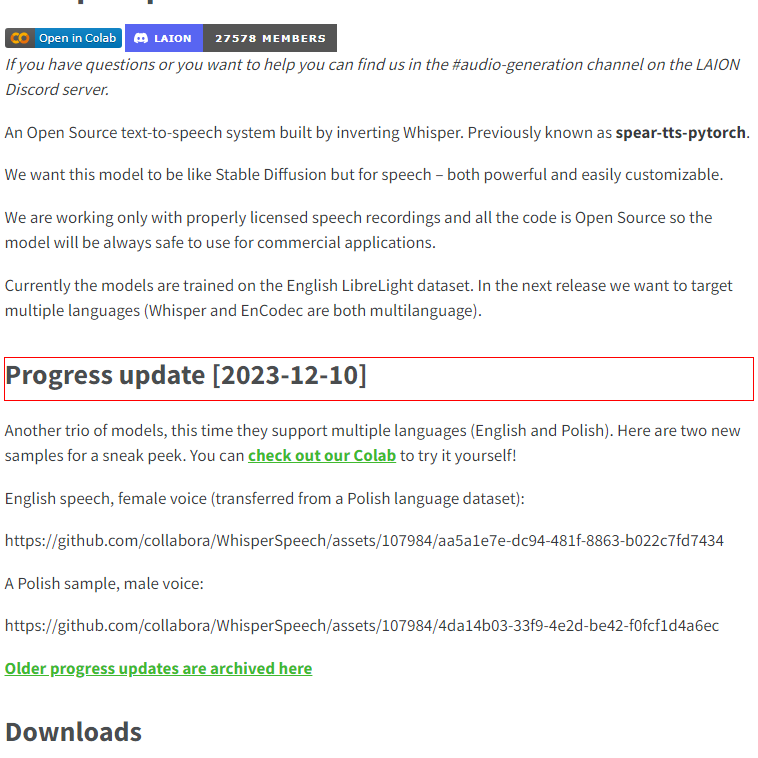 Open in Colab LAION 27578 MEMBERS
If you have questions or you want to help you can find us in the #audio-generation channel on the LAION
Discord server.
An Open Source text-to-speech system built by inverting Whisper. Previously known as spear-tts-pytorch.
We want this model to be like Stable Diffusion but for speech – both powerful and easily customizable.
We are working only with properly licensed speech recordings and all the code is Open Source so the
model will be always safe to use for commercial applications.
Currently the models are trained on the English LibreLight dataset. In the next release we want to target
multiple languages (Whisper and EnCodec are both multilanguage).
Progress update [2023-12-10]
Another trio of models, this time they support multiple languages (English and Polish). Here are two new
samples for a sneak peek. You can check out our Colab to try it yourself!
English speech, female voice (transferred from a Polish language dataset):
https://github.com/collabora/WhisperSpeech/assets/107984/aa5a1e7e-dc94-481f-8863-b022c7fd7434
A Polish sample, male voice:
https://github.com/collabora/WhisperSpeech/assets/107984/4da14b03-33f9-4e2d-be42-f0fcf1d4a6ec
Older progress updates are archived here
Downloads